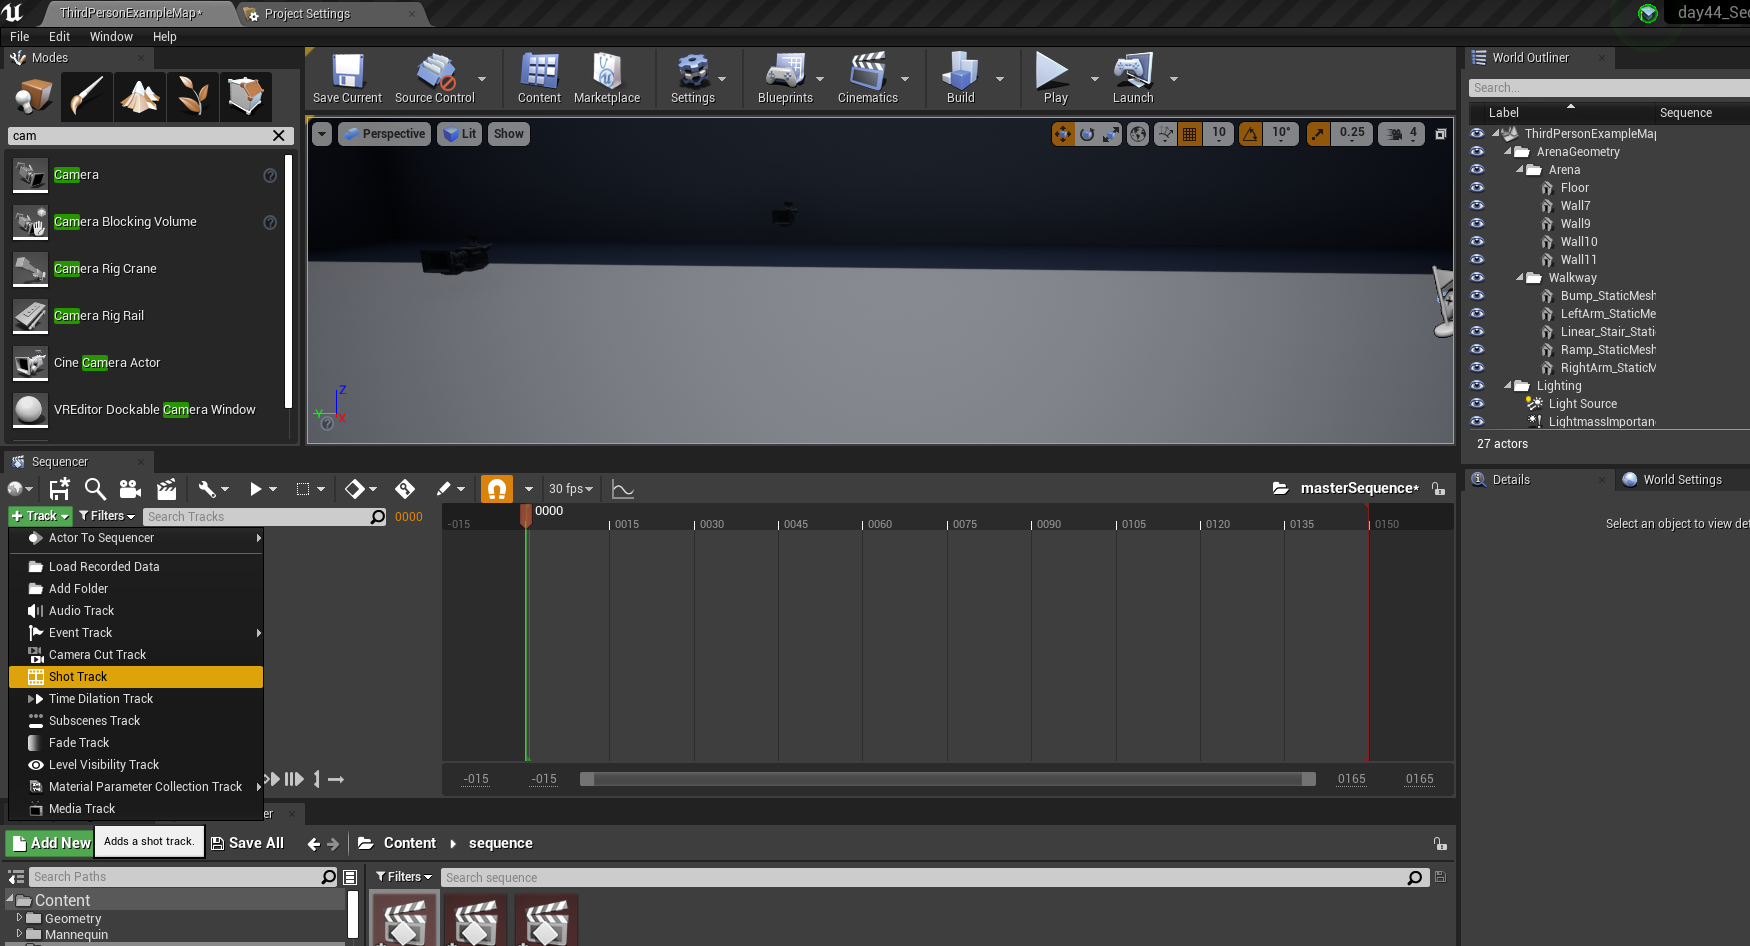 ThirdPersonExampleMap*
Project Settings
day44_Sec
File Edit Window Help
Modes
cam
Camera
Camera Blocking Volume
Camera Rig Crane
Camera Rig Rail
Cine Camera Actor
VREditor Dockable Camera Window
Save Current
Source Control
Content
Marketplace
Settings
Blueprints
Cinematics
Build
Play
Launch
Perspective
Lit
Show
10
10°
0.25
4
Z
Y
X
World Outliner
Search...
Label
Sequence
ThirdPersonExampleMap
ArenaGeometry
Arena
Floor
Wall7
Wall9
Wall10
Wall11
Walkway
Bump_StaticMesh
LeftArm_StaticMe
Linear_Stair_Stati
Ramp_StaticMesh
RightArm_StaticM
Lighting
Light Source
LightmassImportan
27 actors
Details
World Settings
Select an object to view det
Sequencer
30 fps
masterSequence*
+ Track
Filters
Search Tracks
0000
-015
0000
0015
0030
0045
0060
0075
0090
0105
0120
0135
0150
Actor To Sequencer
Load Recorded Data
Add Folder
Audio Track
Event Track
Camera Cut Track
Shot Track
Time Dilation Track
Subscenes Track
Fade Track
Level Visibility Track
Material Parameter Collection Track
Media Track
-015
-015
0165
0165
er
Add New
Adds a shot track.
Save All
Content
sequence
Search Paths
Filters
Search sequence
Content
Geometry
Mannequin